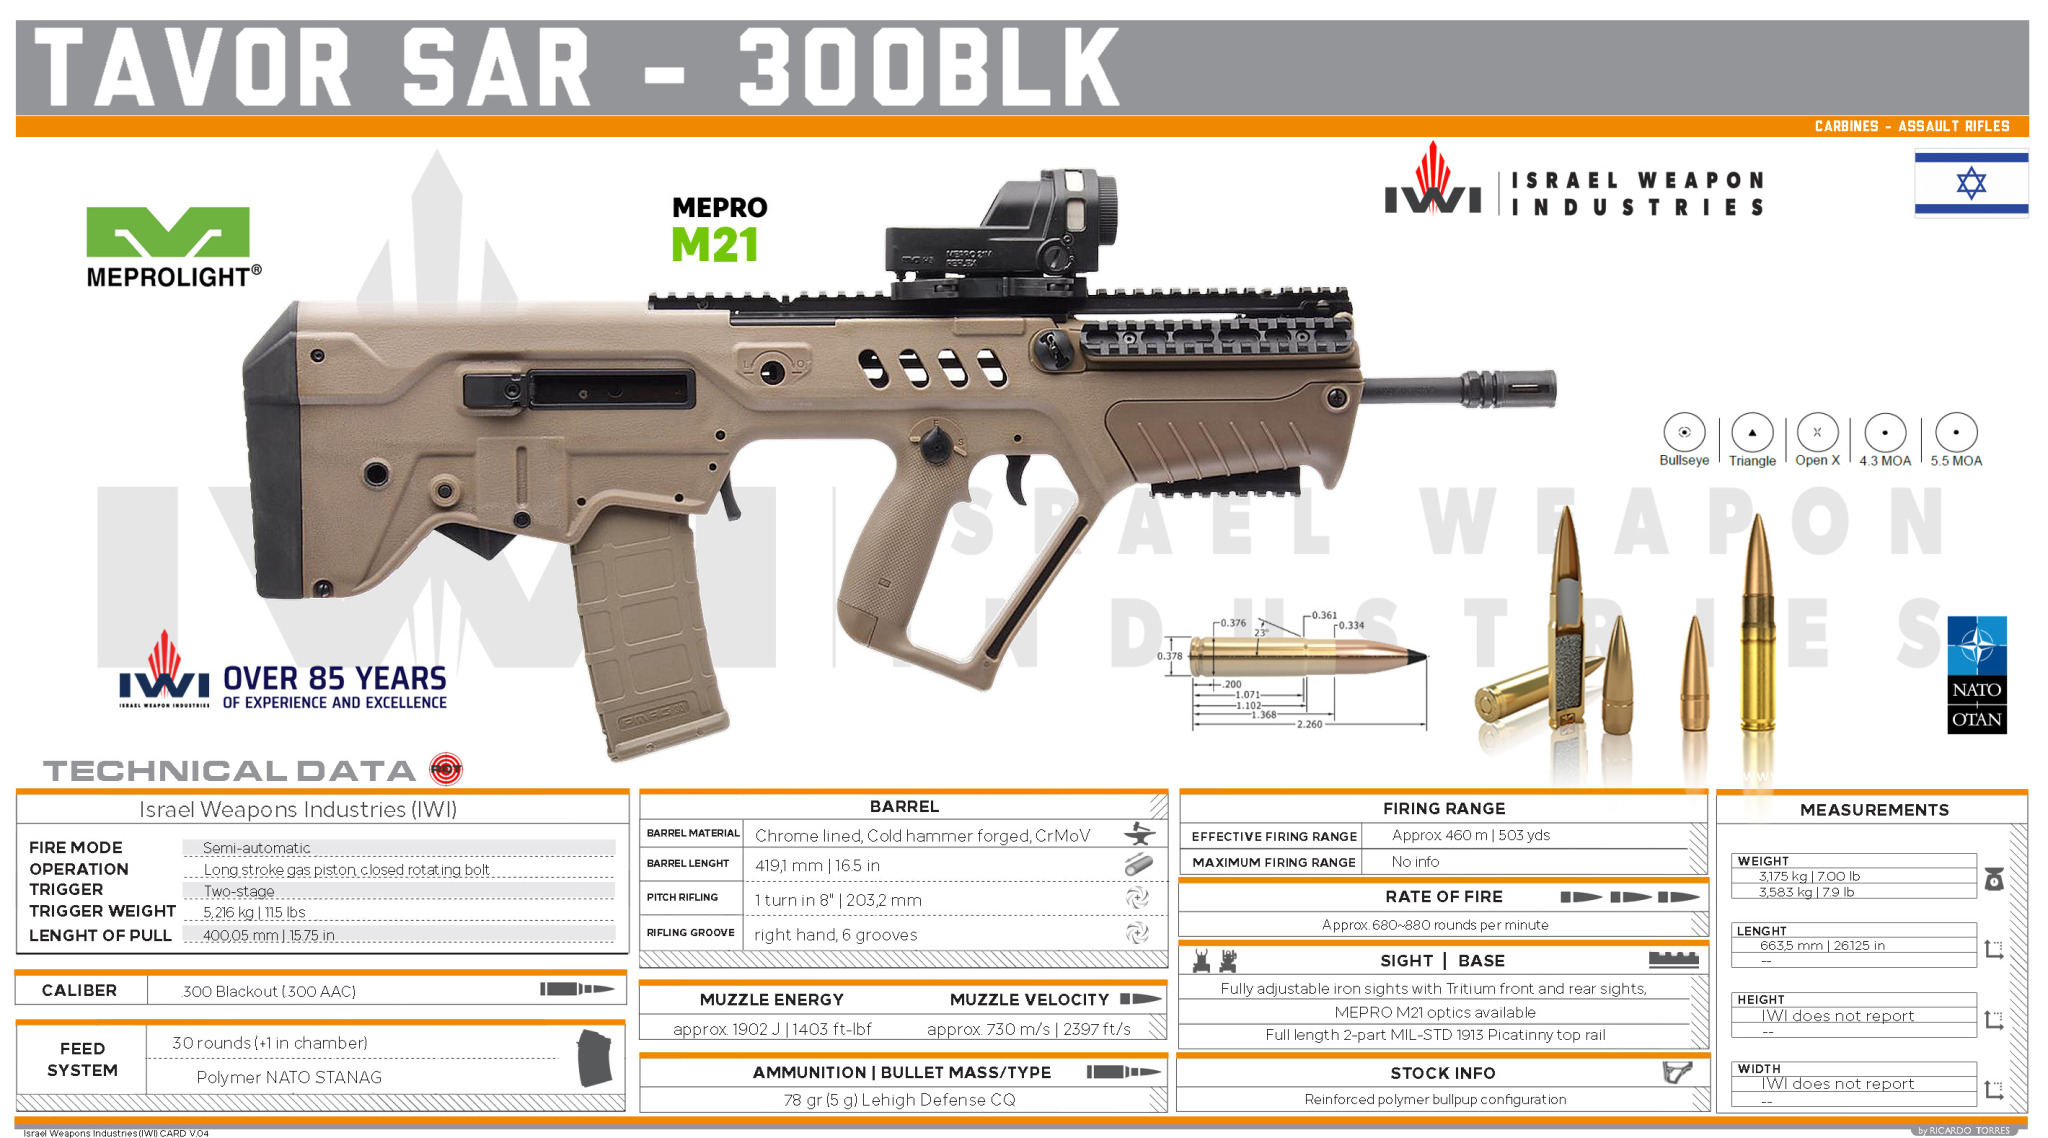 TAVOR SAR - 300BLK
CARBINES - ASSAULT RIFLES
MEPROLIGHT®
MEPRO
M21
IWI
ISRAEL WEAPON
INDUSTRIES
MEPRO 21M
REFLEX
Bullseye
Triangle
Open X
4.3 MOA
5.5 MOA
IWI
ISRAEL WEAPON
INDUSTRIES
0.376
23°
0.361
0.334
0.378
.200
1.071
1.102
1.368
2.260
NATO
OTAN
IWI
ISRAEL WEAPON INDUSTRIES
OVER 85 YEARS
OF EXPERIENCE AND EXCELLENCE
TECHNICAL DATA
Israel Weapons Industries (IWI)
FIRE MODE Semi-automatic
OPERATION Long stroke gas piston, closed rotating bolt
TRIGGER Two-stage
TRIGGER WEIGHT 5,216 kg | 11.5 lbs
LENGHT OF PULL 400,05 mm | 15.75 in
CALIBER .300 Blackout (.300 AAC)
FEED
SYSTEM
30 rounds (+1 in chamber)
Polymer NATO STANAG
BARREL
BARREL MATERIAL Chrome lined, Cold hammer forged, CrMoV
BARREL LENGHT 419,1 mm | 16.5 in
PITCH RIFLING 1 turn in 8" | 203,2 mm
RIFLING GROOVE right hand, 6 grooves
MUZZLE ENERGY MUZZLE VELOCITY
approx. 1902 J | 1403 ft-lbf approx. 730 m/s | 2397 ft/s
AMMUNITION | BULLET MASS/TYPE
78 gr (5 g) Lehigh Defense CQ
FIRING RANGE
EFFECTIVE FIRING RANGE Approx. 460 m | 503 yds
MAXIMUM FIRING RANGE No info
RATE OF FIRE
Approx. 680~880 rounds per minute
SIGHT | BASE
Fully adjustable iron sights with Tritium front and rear sights,
MEPRO M21 optics available
Full length 2-part MIL-STD 1913 Picatinny top rail
STOCK INFO
Reinforced polymer bullpup configuration
MEASUREMENTS
WEIGHT
3,175 kg | 7.00 lb
3,583 kg | 7.9 lb
LENGHT
663,5 mm | 26.125 in
--
HEIGHT
IWI does not report
--
WIDTH
IWI does not report
--
Israel Weapons Industries (IWI) CARD V.04
by RICARDO TORRES